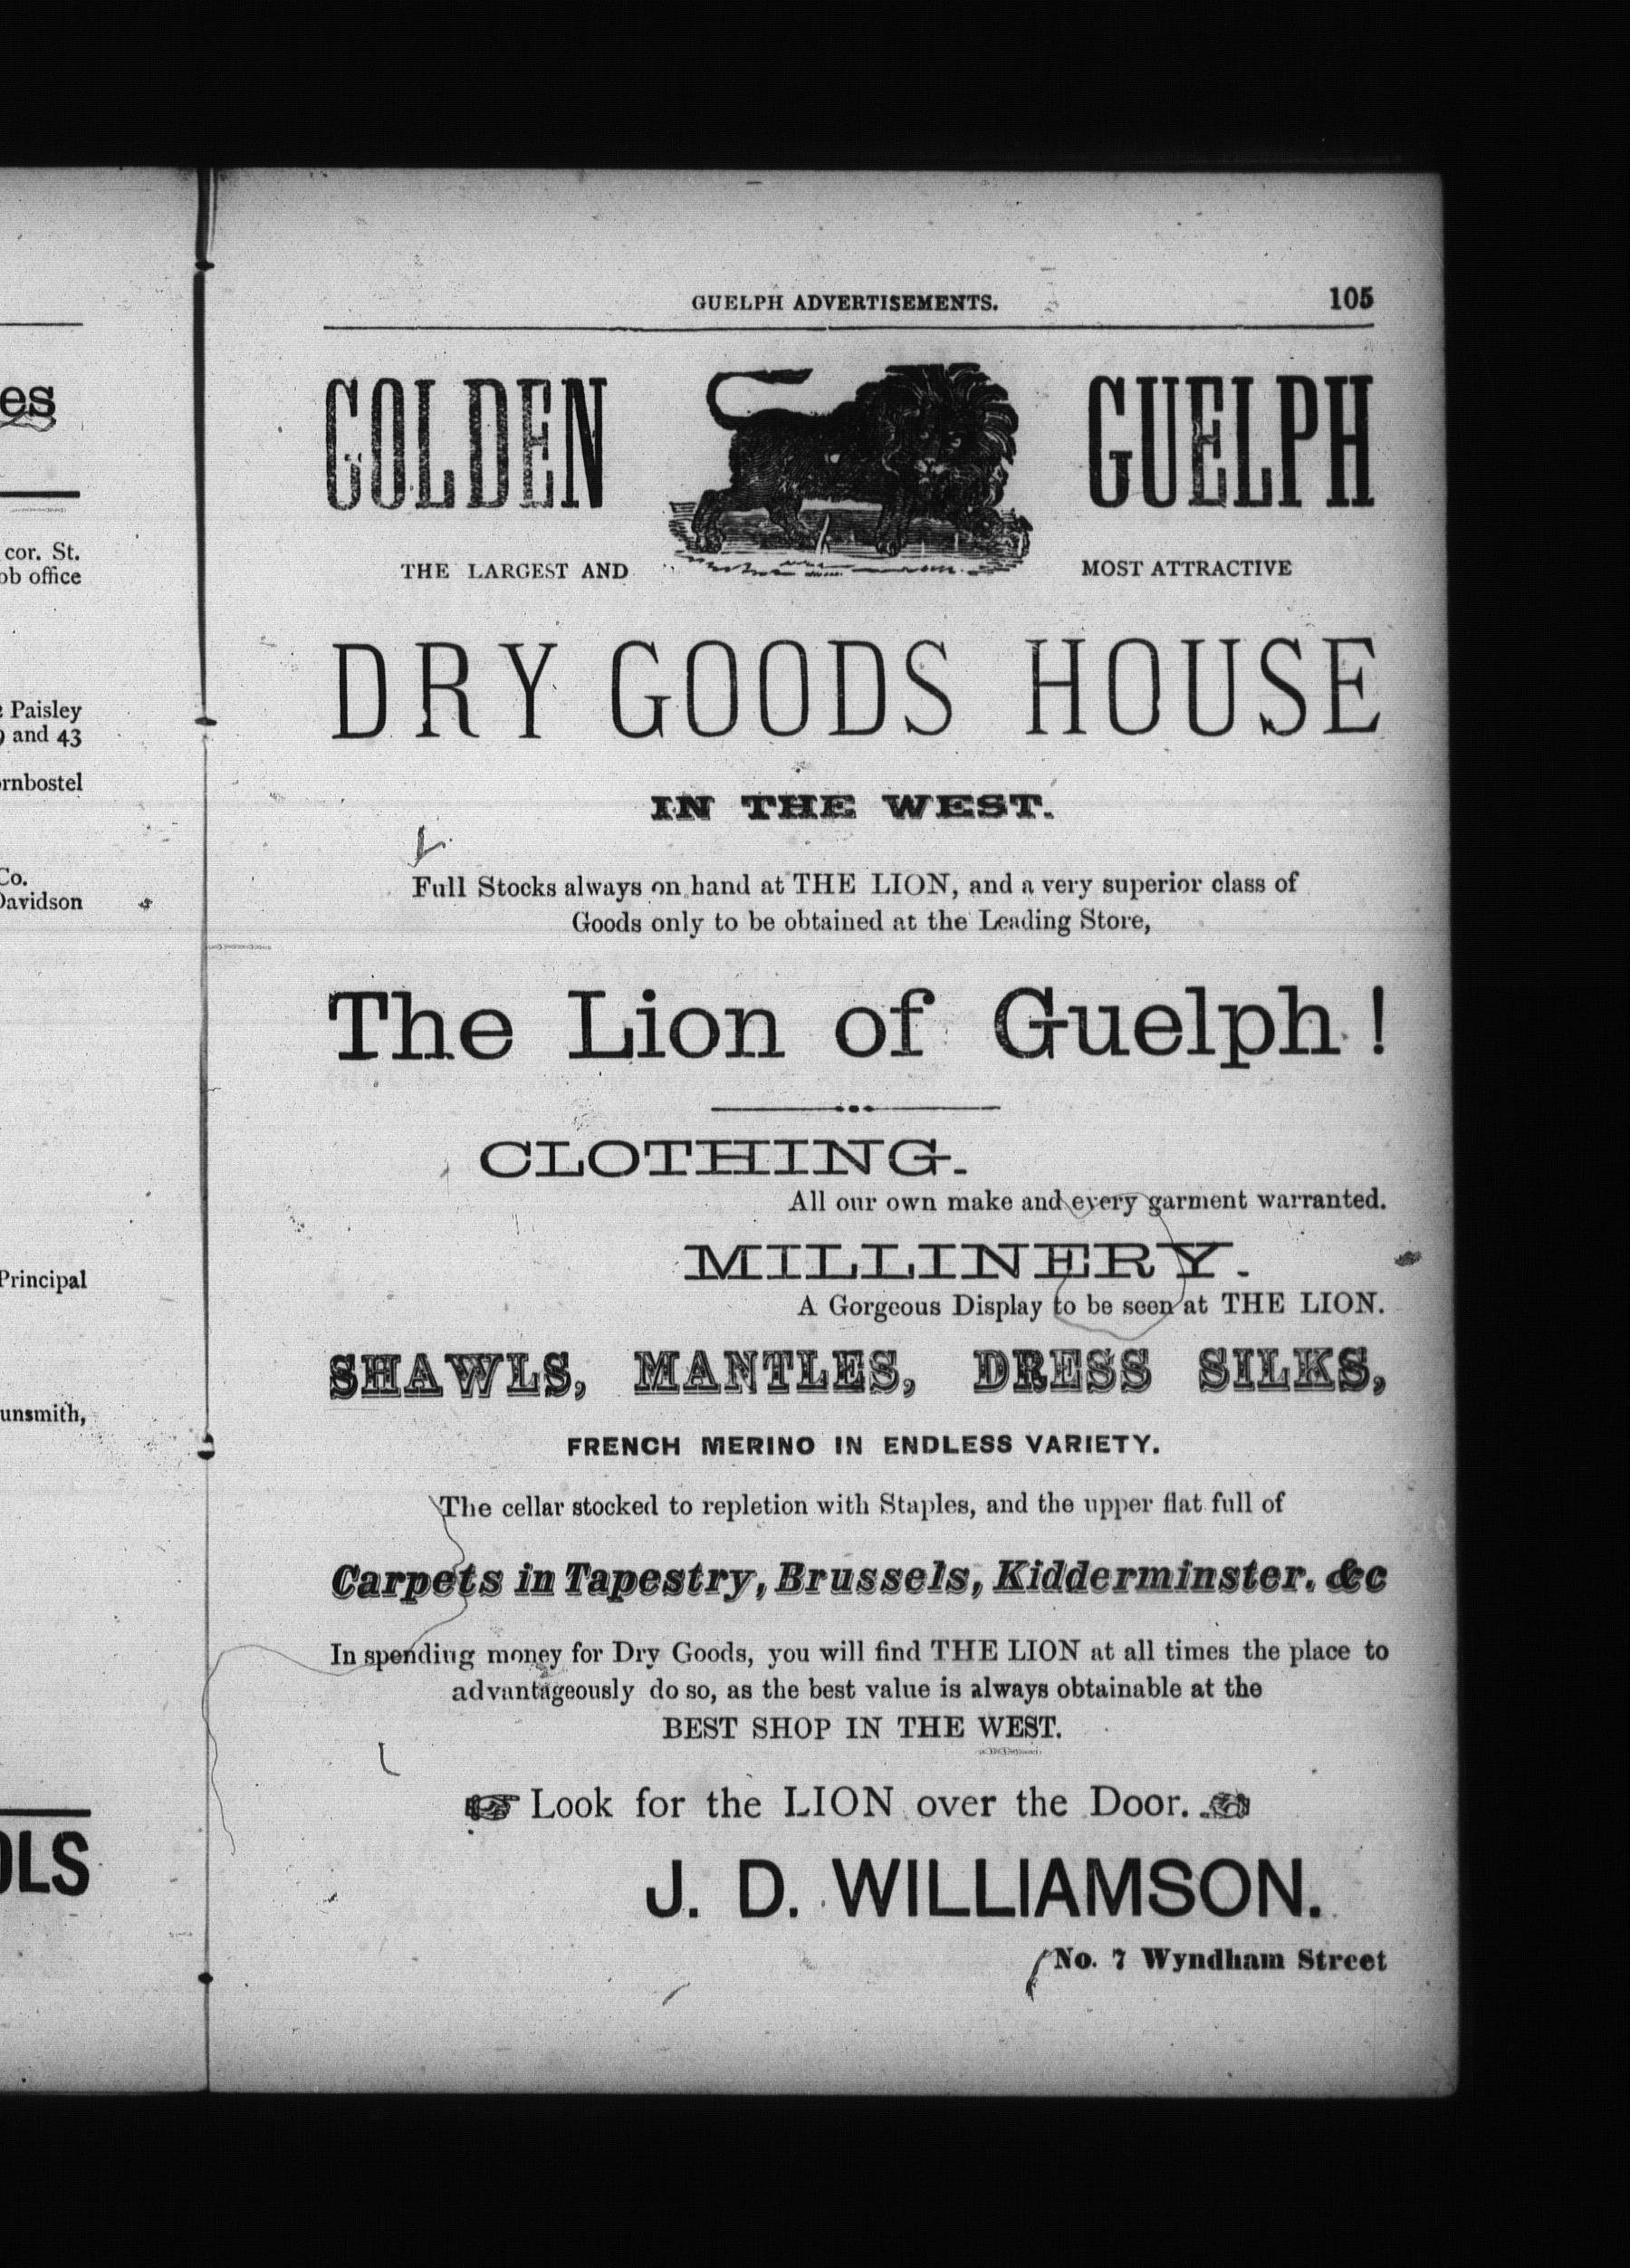 es
cor. St.
ob office
Paisley
and 43
rnbostel
Co.
Davidson
Principal
unsmith,
OLS
GUELPH ADVERTISEMENTS. 105
GOLDEN GUELPH
THE LARGEST AND MOST ATTRACTIVE
DRY GOODS HOUSE
IN THE WEST.
Full Stocks always on hand at THE LION, and a very superior class of
Goods only to be obtained at the Leading Store,
The Lion of Guelph!
CLOTHING.
All our own make and every garment warranted.
MILLINERY.
A Gorgeous Display to be seen at THE LION.
SHAWLS, MANTLES, DRESS SILKS,
FRENCH MERINO IN ENDLESS VARIETY.
The cellar stocked to repletion with Staples, and the upper flat full of
Carpets in Tapestry, Brussels, Kidderminster. &c
In spending money for Dry Goods, you will find THE LION at all times the place to
advantageously do so, as the best value is always obtainable at the
BEST SHOP IN THE WEST.
Look for the LION over the Door.
J. D. WILLIAMSON.
No. 7 Wyndham Street